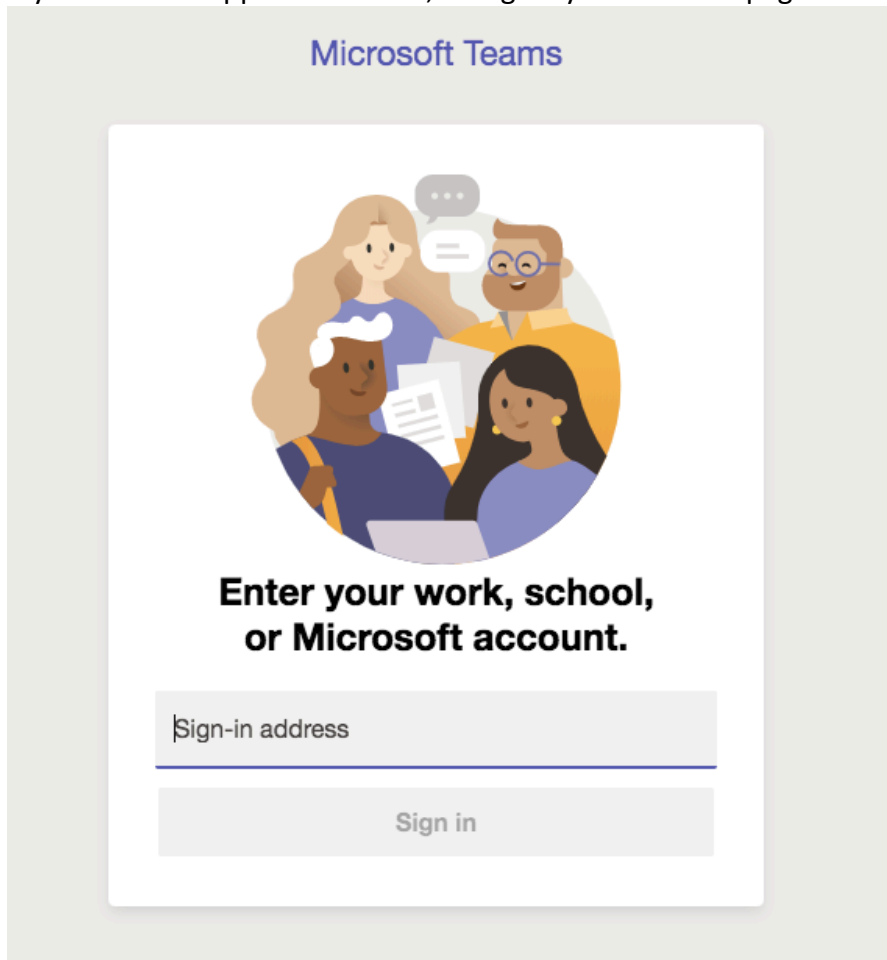 Microsoft Teams
Enter your work, school,
or Microsoft account.
Sign-in address
Sign in